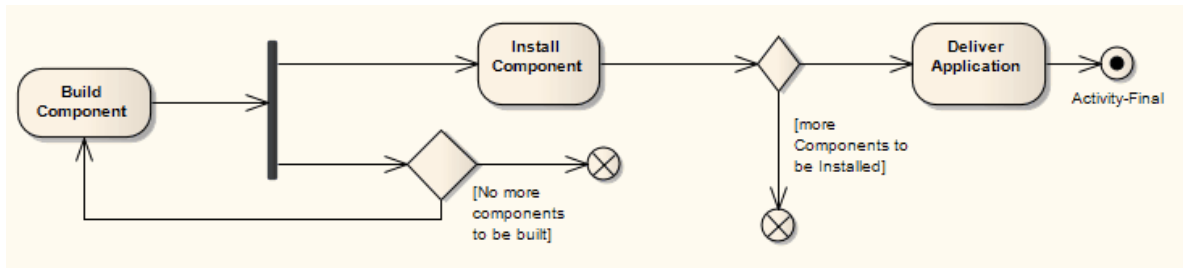 Build
Component
Install
Component
Deliver
Application
Activity-Final
[more
Components to
be Installed]
[No more
components
to be built]